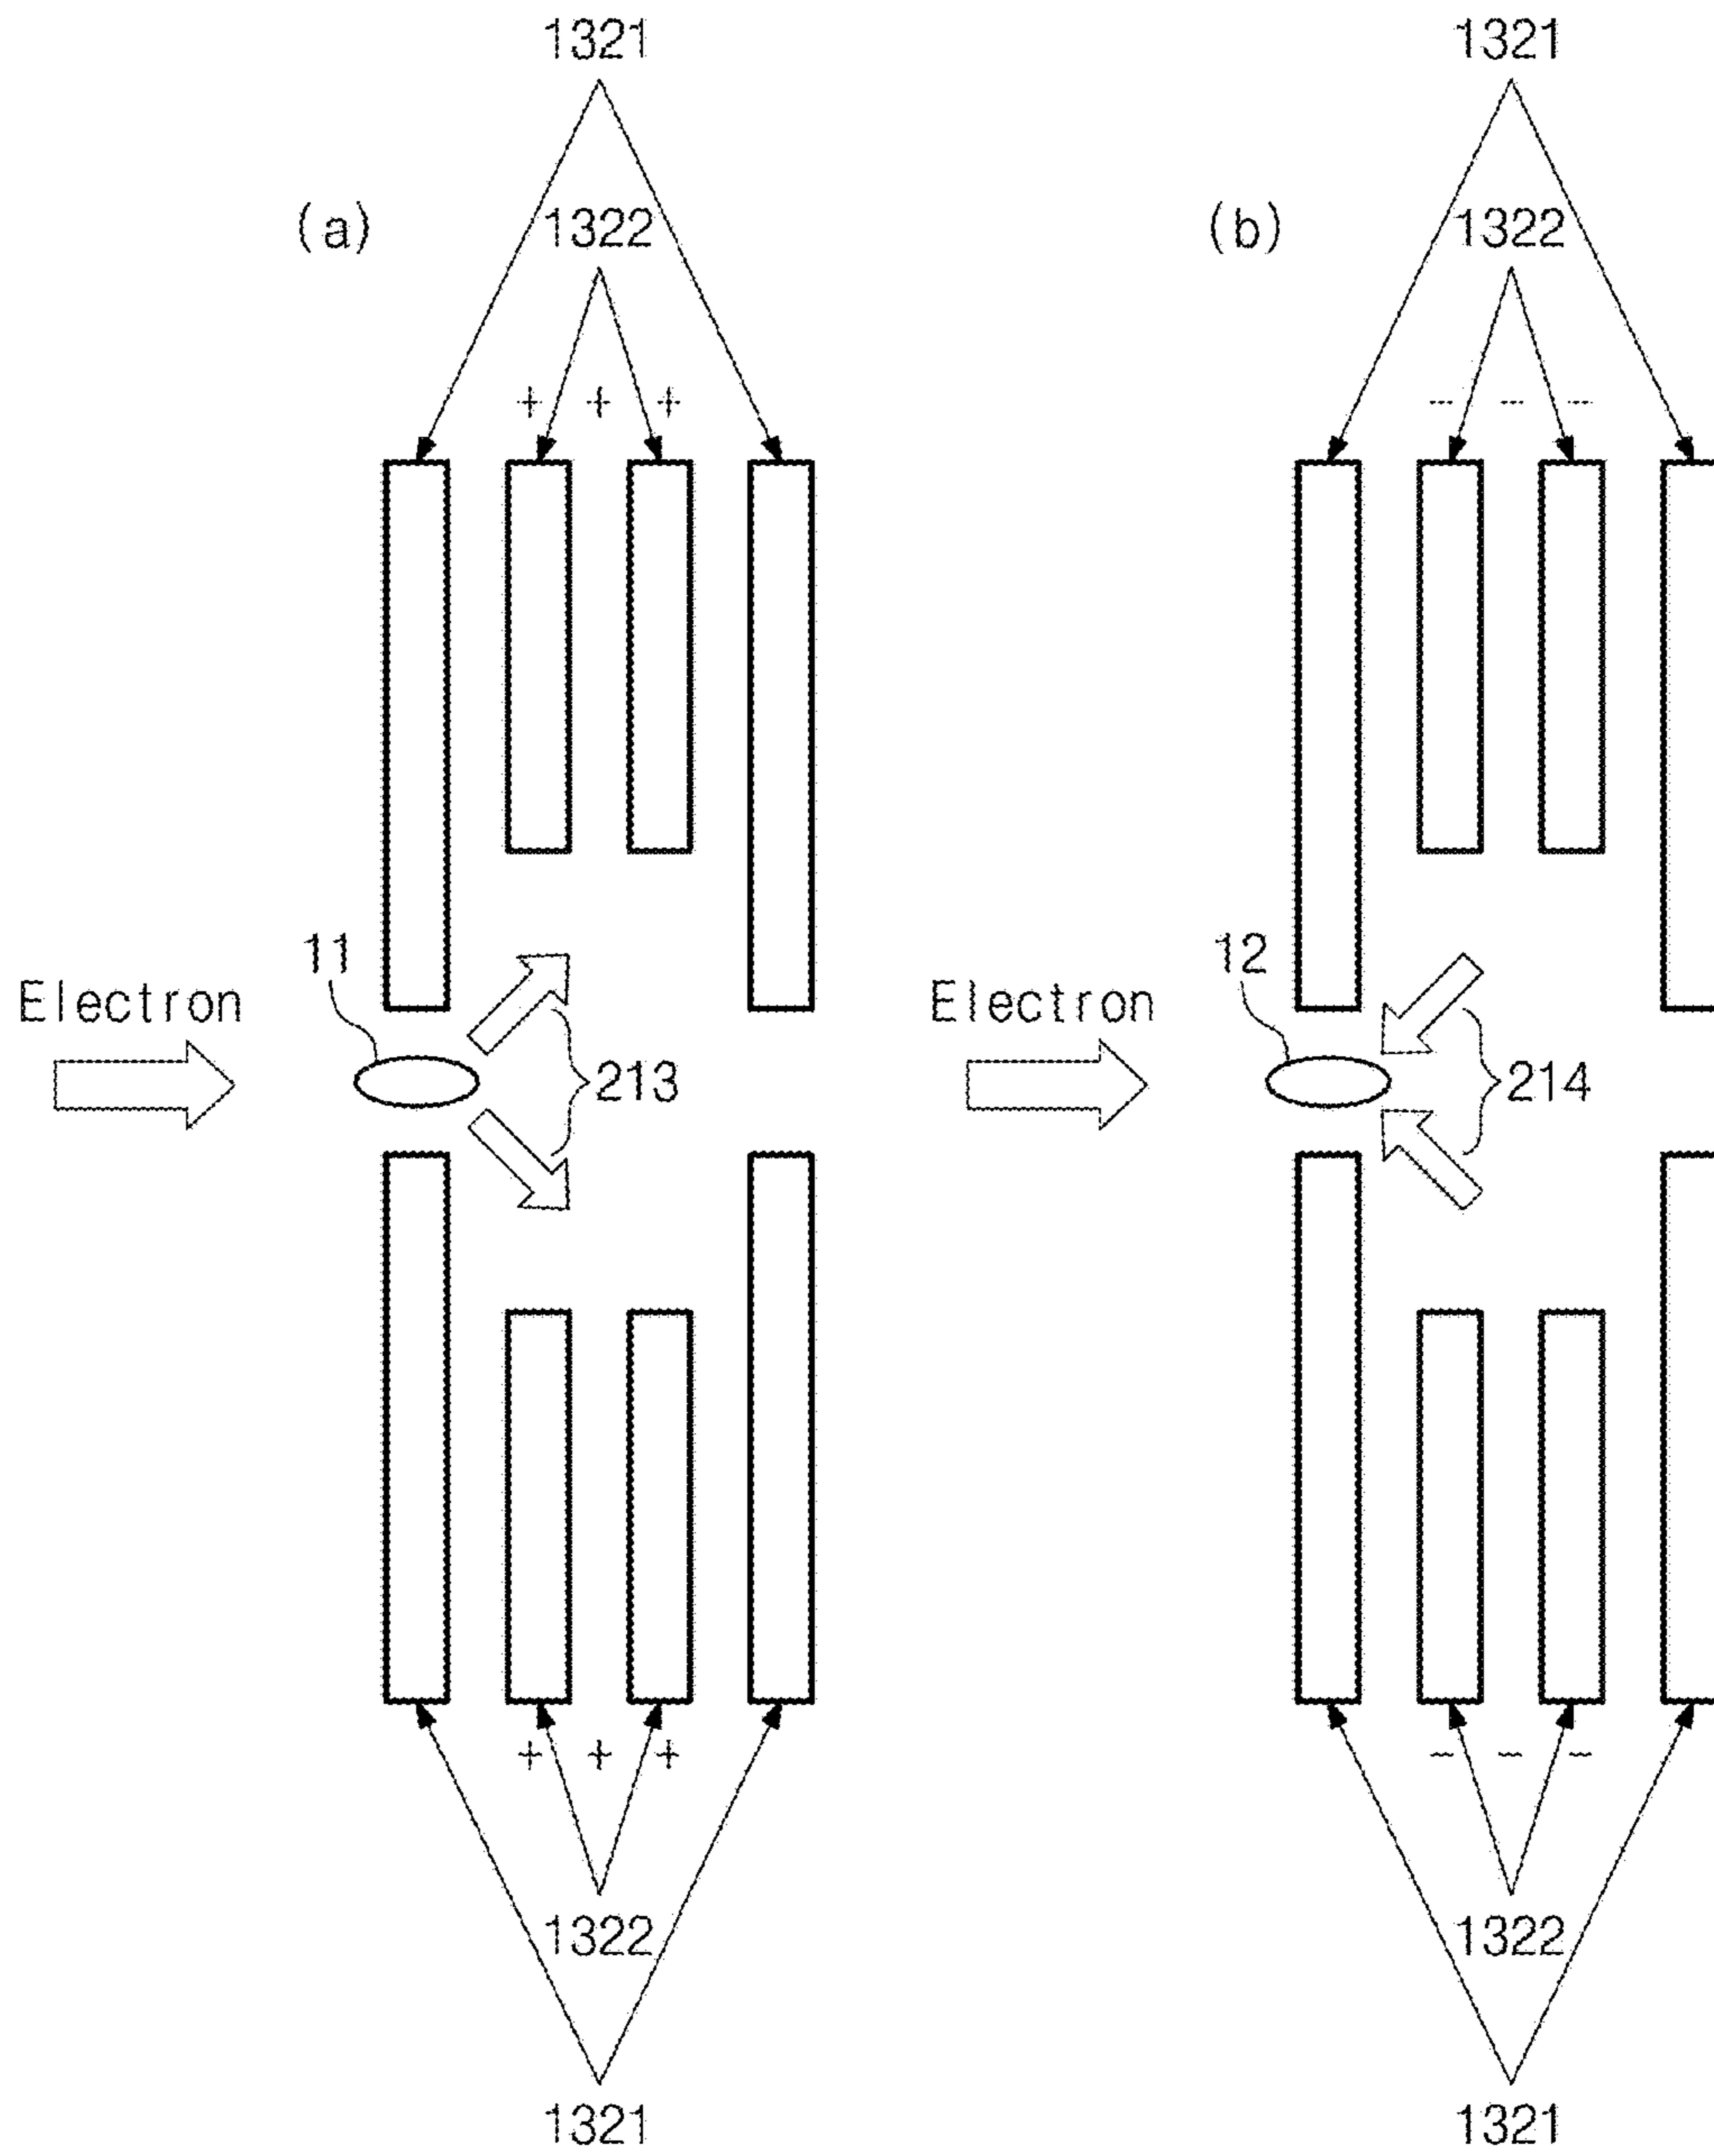 1321 1321
(a) 1322 (b) 1322
+ + + - - -
11 12
Electron Electron
213 214
+ + + - - -
1322 1322
1321 1321